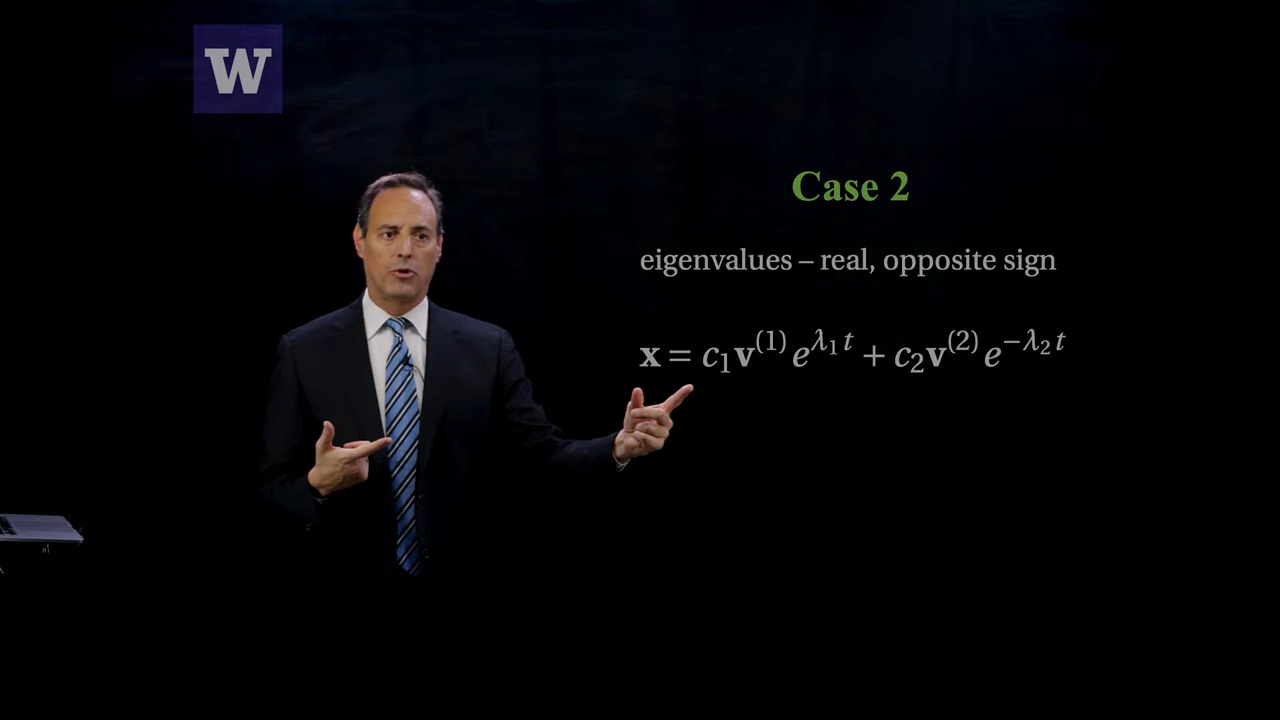 W
Case 2
eigenvalues – real, opposite sign
𝐱 = c₁𝐯⁽¹⁾e^{λ₁t} + c₂𝐯⁽²⁾e^{−λ₂t}